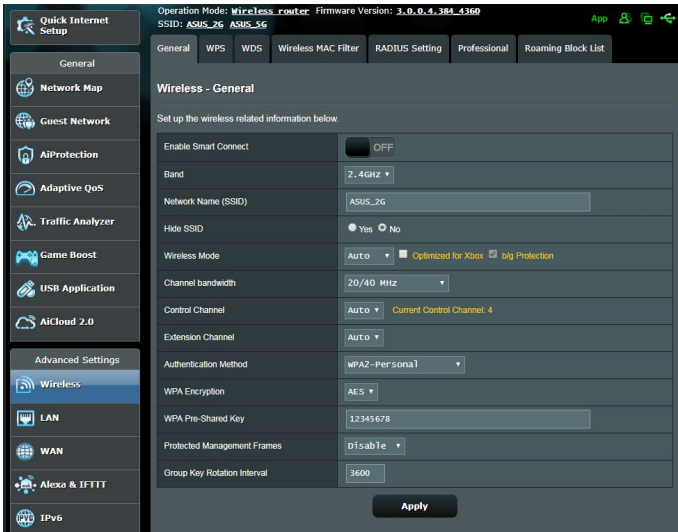 Quick Internet
Setup
Operation Mode: Wireless router Firmware Version: 3.0.0.4.384_4360
SSID: ASUS_2G ASUS_5G
App
General WPS WDS Wireless MAC Filter RADIUS Setting Professional Roaming Block List
General
Network Map
Guest Network
AiProtection
Adaptive QoS
Traffic Analyzer
Game Boost
USB Application
AiCloud 2.0
Advanced Settings
Wireless
LAN
WAN
Alexa & IFTTT
IPv6
Wireless - General
Set up the wireless related information below.
Enable Smart Connect OFF
Band 2.4GHz
Network Name (SSID) ASUS_2G
Hide SSID Yes No
Wireless Mode Auto Optimized for Xbox b/g Protection
Channel bandwidth 20/40 MHz
Control Channel Auto Current Control Channel: 4
Extension Channel Auto
Authentication Method WPA2-Personal
WPA Encryption AES
WPA Pre-Shared Key 12345678
Protected Management Frames Disable
Group Key Rotation Interval 3600
Apply